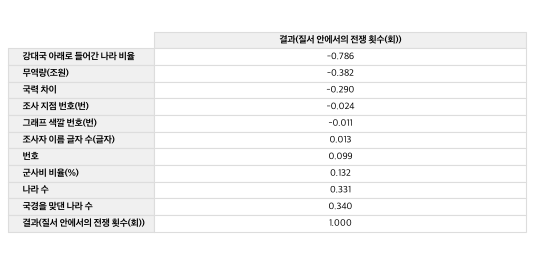 결과(질서 안에서의 전쟁 횟수(회))
강대국 아래로 들어간 나라 비율 -0.786
무역량(조원) -0.382
국력 차이 -0.290
조사 지점 번호(번) -0.024
그래프 색깔 번호(번) -0.011
조사자 이름 글자 수(글자) 0.013
번호 0.099
군사비 비율(%) 0.132
나라 수 0.331
국경을 맞댄 나라 수 0.340
결과(질서 안에서의 전쟁 횟수(회)) 1.000